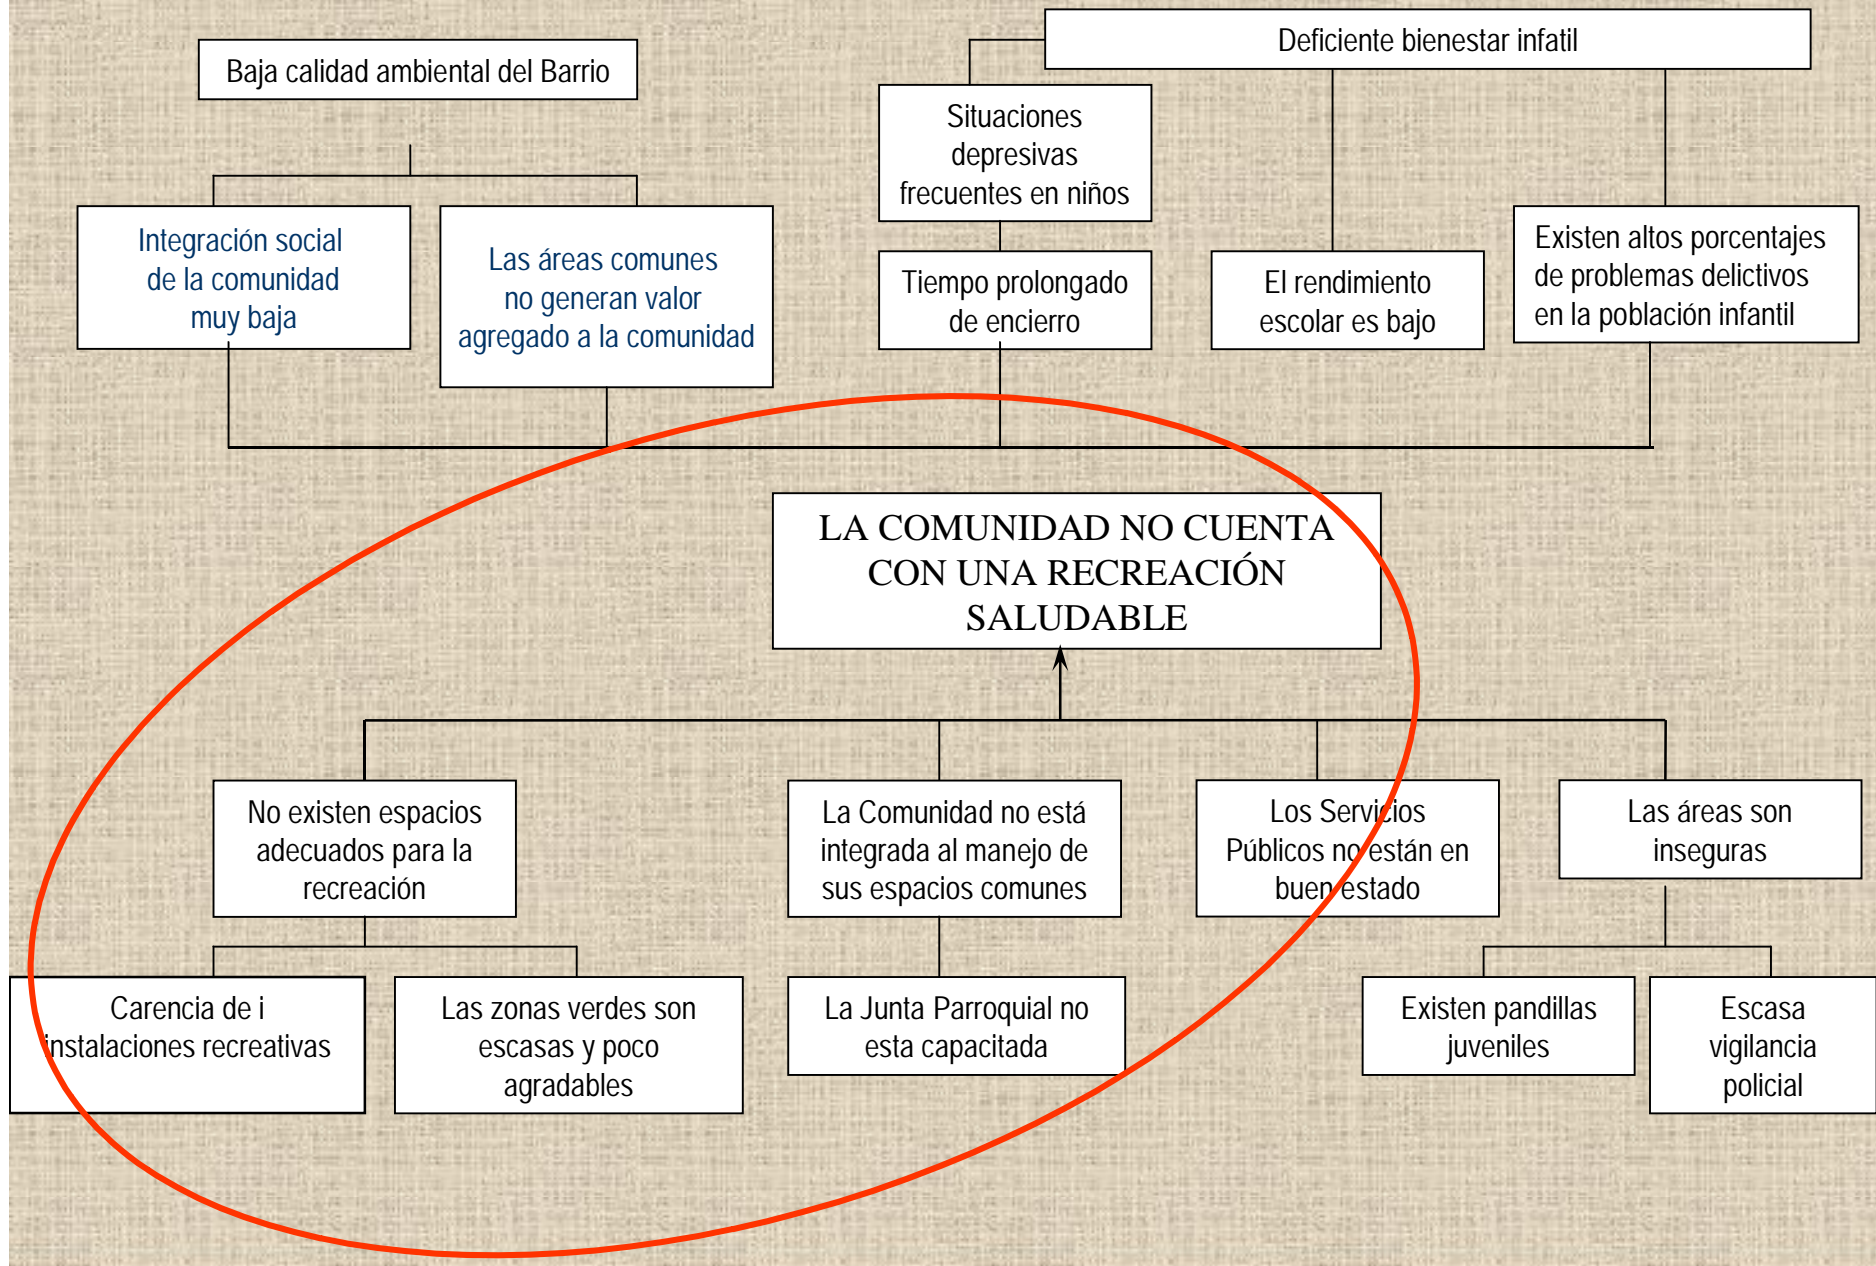 Baja calidad ambiental del Barrio
Deficiente bienestar infatil
Situaciones
depresivas
frecuentes en niños
Integración social
de la comunidad
muy baja
Las áreas comunes
no generan valor
agregado a la comunidad
Tiempo prolongado
de encierro
El rendimiento
escolar es bajo
Existen altos porcentajes
de problemas delictivos
en la población infantil
LA COMUNIDAD NO CUENTA
CON UNA RECREACIÓN
SALUDABLE
No existen espacios
adecuados para la
recreación
La Comunidad no está
integrada al manejo de
sus espacios comunes
Los Servicios
Públicos no están en
buen estado
Las áreas son
inseguras
Carencia de i
instalaciones recreativas
Las zonas verdes son
escasas y poco
agradables
La Junta Parroquial no
esta capacitada
Existen pandillas
juveniles
Escasa
vigilancia
policial